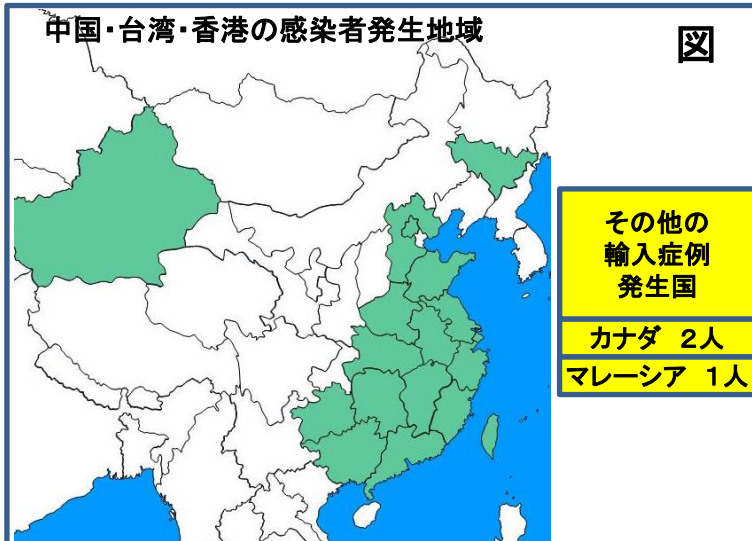 中国・台湾・香港の感染者発生地域
図
その他の
輸入症例
発生国
カナダ　２人
マレーシア　１人